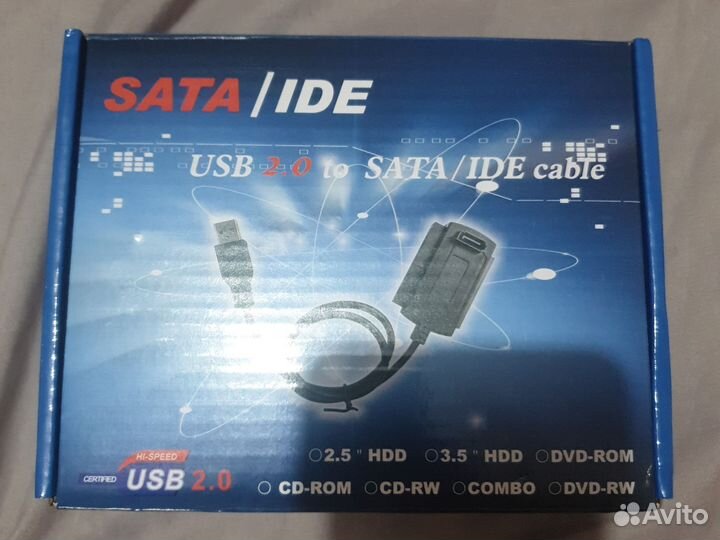 SATA/IDE
USB 2.0 to SATA/IDE cable
HI-SPEED
CERTIFIED USB 2.0
2.5" HDD 3.5" HDD DVD-ROM
CD-ROM CD-RW COMBO DVD-RW
Avito